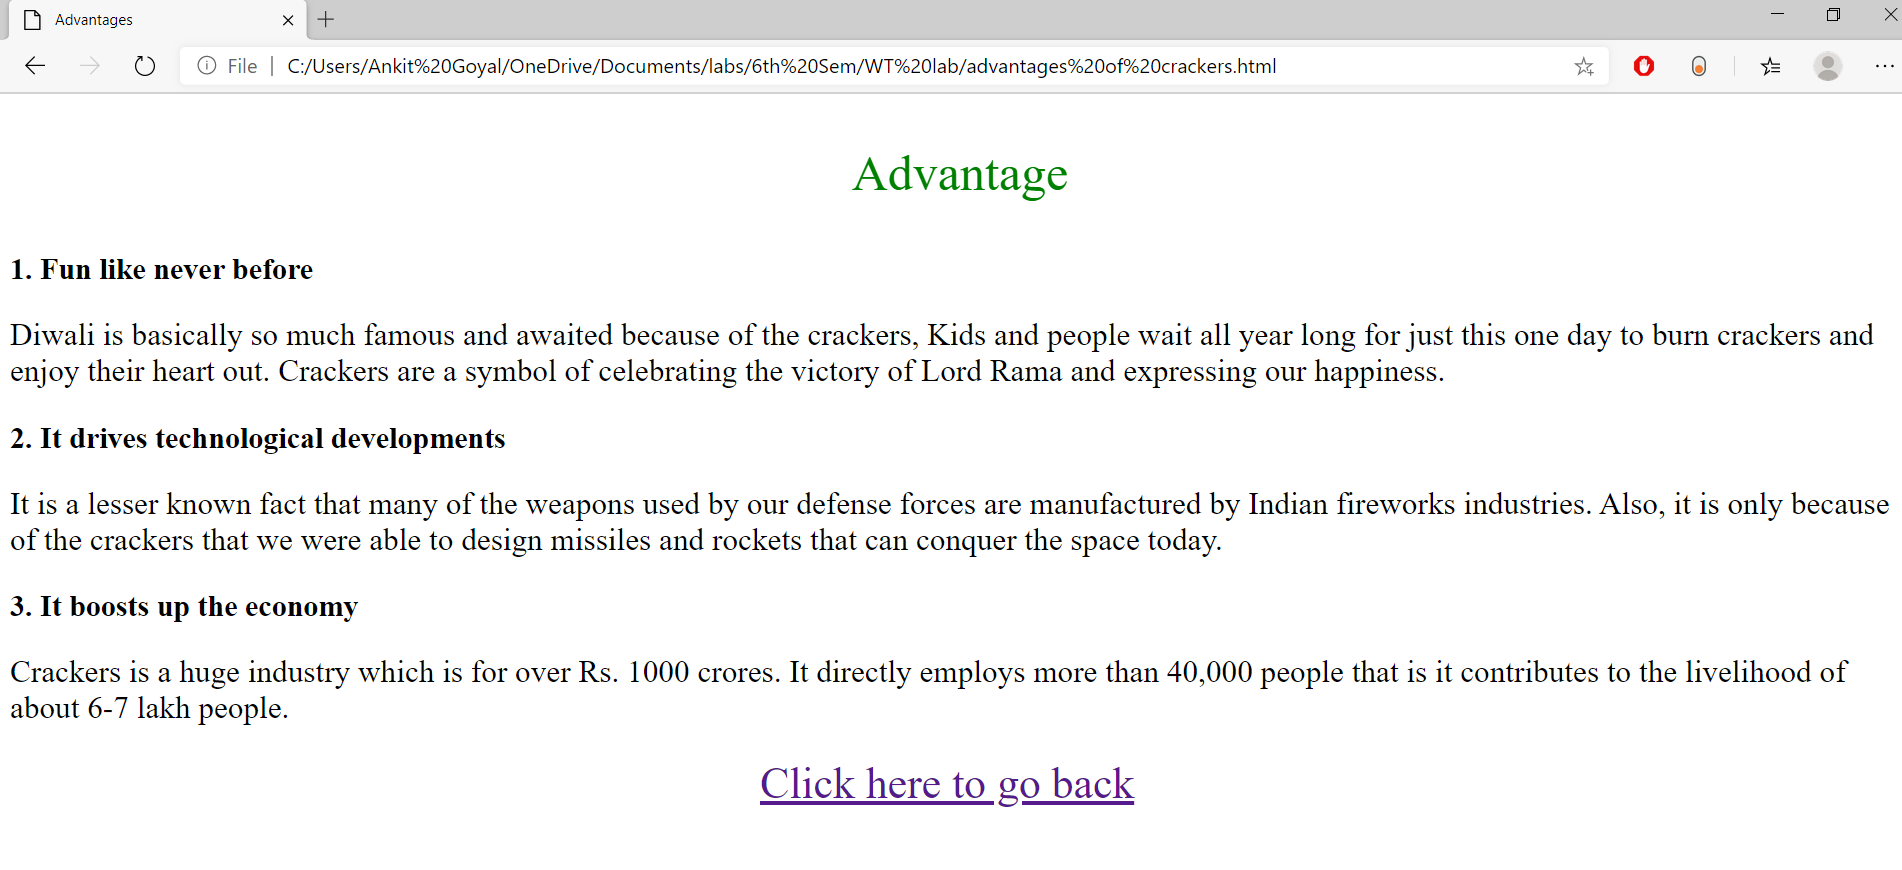 Advantages
File | C:/Users/Ankit%20Goyal/OneDrive/Documents/labs/6th%20Sem/WT%20lab/advantages%20of%20crackers.html
Advantage
1. Fun like never before
Diwali is basically so much famous and awaited because of the crackers, Kids and people wait all year long for just this one day to burn crackers and
enjoy their heart out. Crackers are a symbol of celebrating the victory of Lord Rama and expressing our happiness.
2. It drives technological developments
It is a lesser known fact that many of the weapons used by our defense forces are manufactured by Indian fireworks industries. Also, it is only because
of the crackers that we were able to design missiles and rockets that can conquer the space today.
3. It boosts up the economy
Crackers is a huge industry which is for over Rs. 1000 crores. It directly employs more than 40,000 people that is it contributes to the livelihood of
about 6-7 lakh people.
Click here to go back